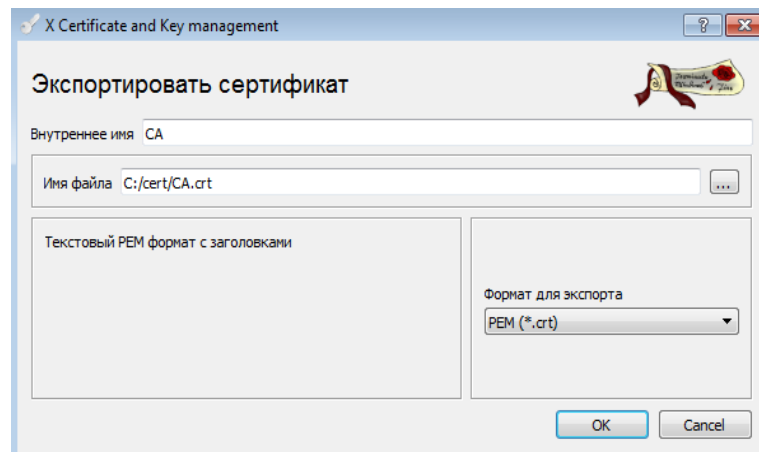 X Certificate and Key management
Экспортировать сертификат
Внутреннее имя CA
Имя файла C:/cert/CA.crt
...
Текстовый PEM формат с заголовками
Формат для экспорта
PEM (*.crt)
OK Cancel